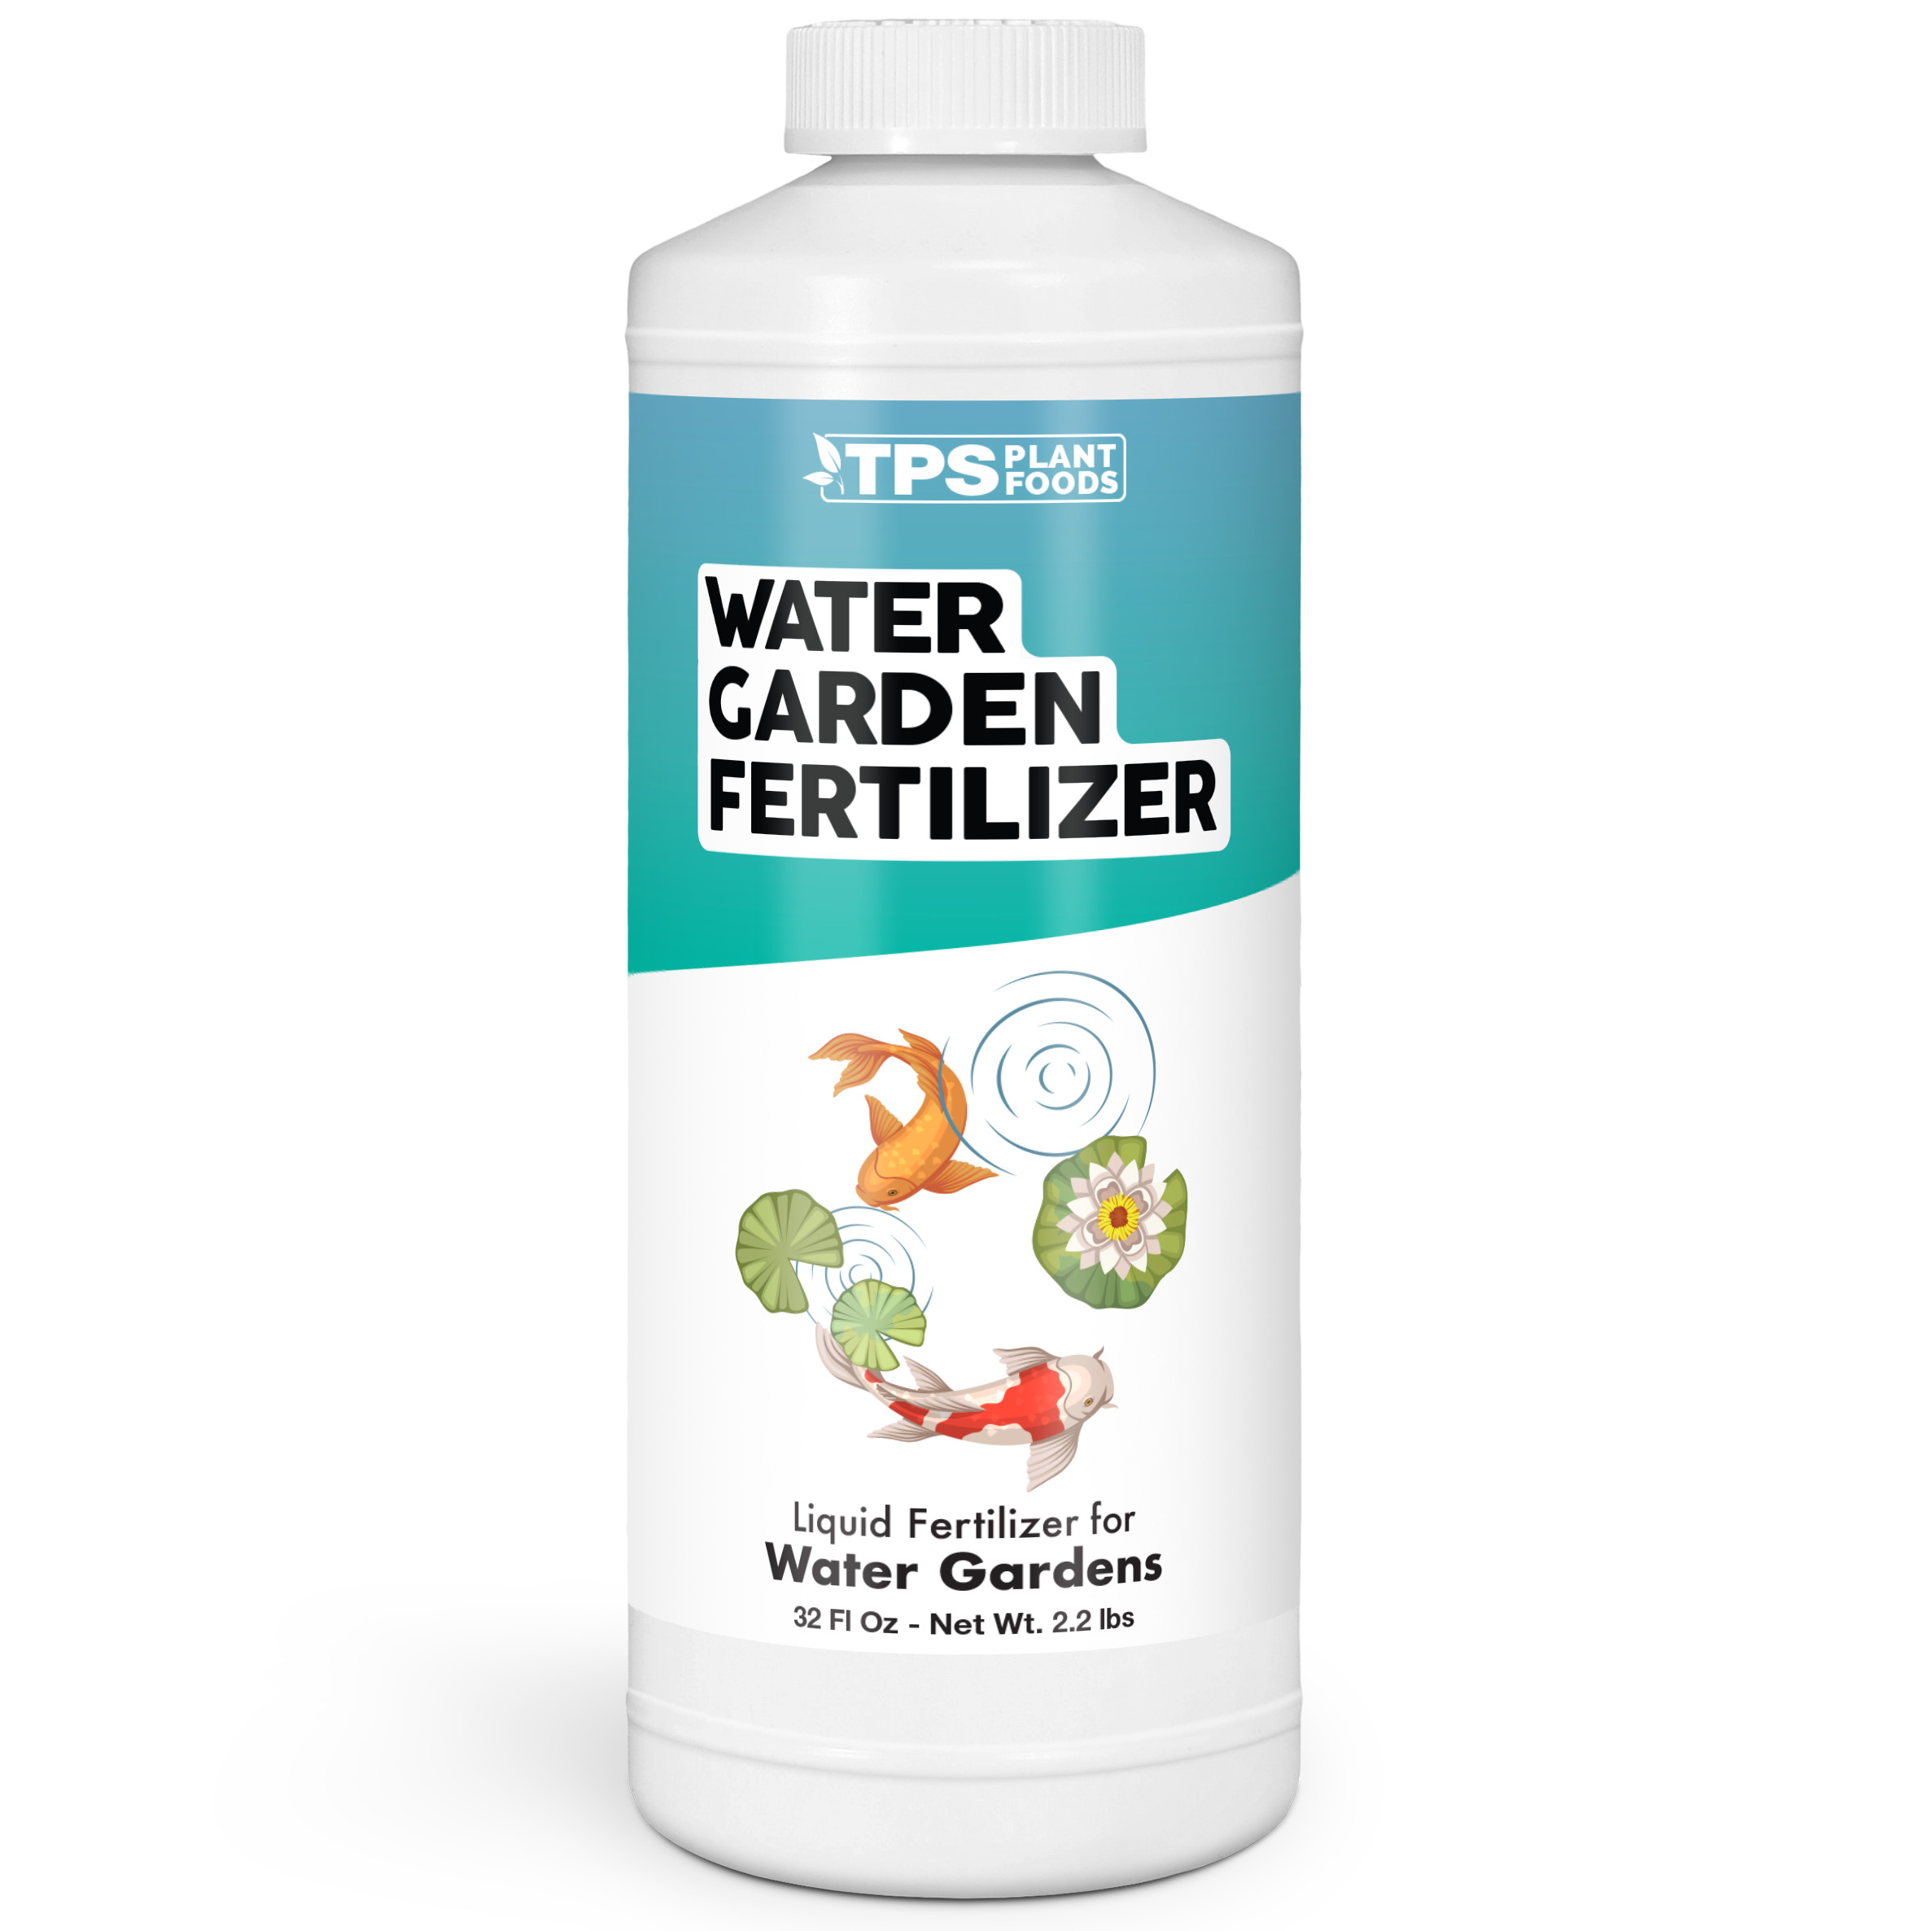 TPS PLANT FOODS
WATER
GARDEN
FERTILIZER
Liquid Fertilizer for
Water Gardens
32 Fl Oz - Net Wt. 2.2 lbs